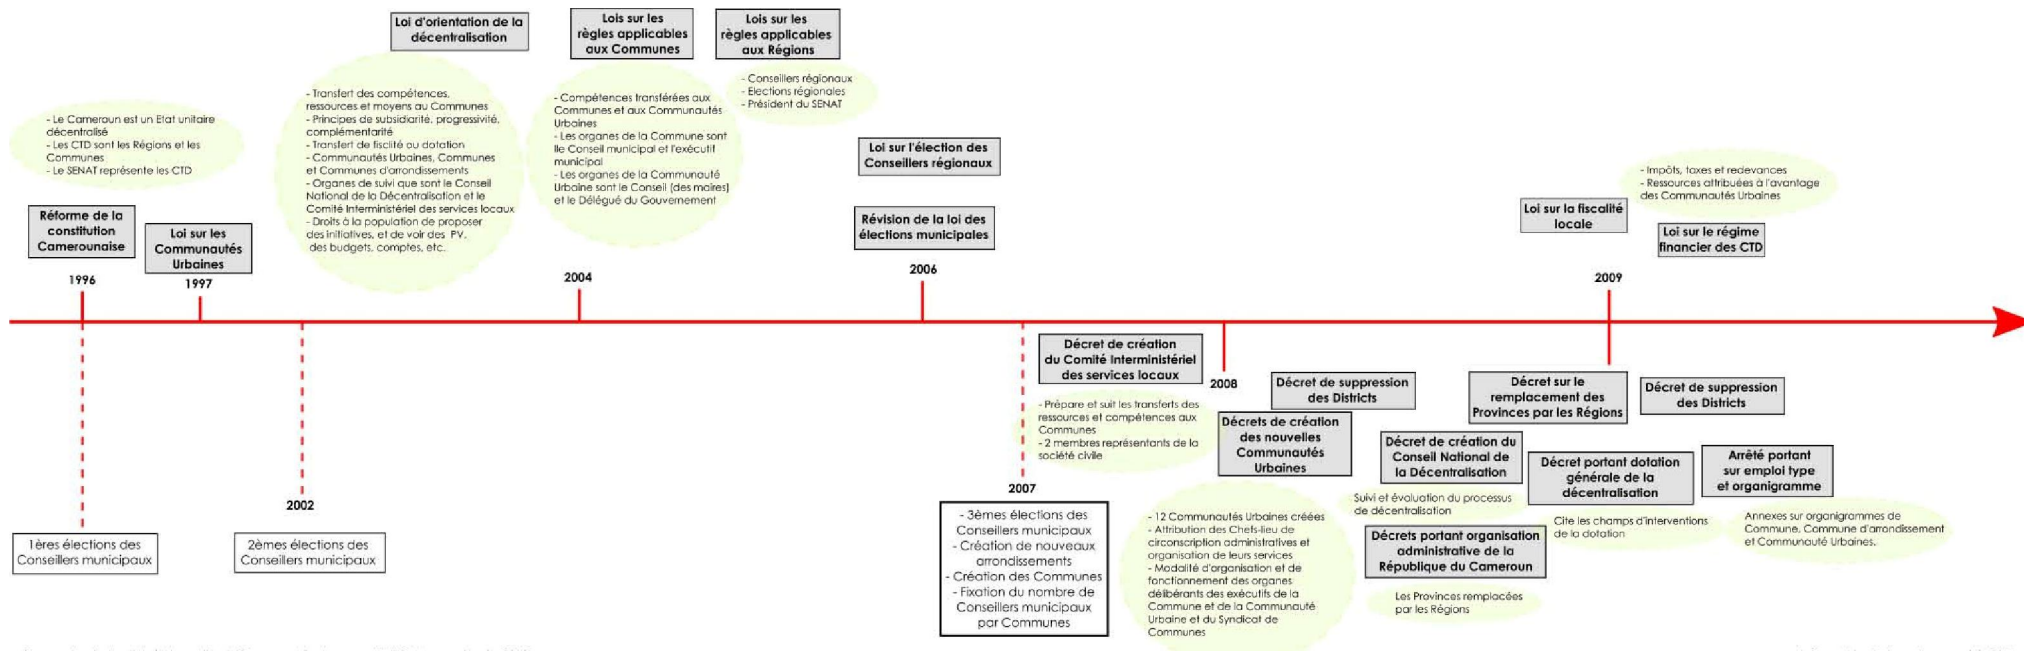 Loi d'orientation de la
décentralisation
Lois sur les
règles applicables
aux Communes
Lois sur les
règles applicables
aux Régions
- Conseillers régionaux
- Elections régionales
- Président du SENAT
- Transfert des compétences,
ressources et moyens au Communes
- Principes de subsidiarité, progressivité,
complémentarité
- Transfert de fisclité ou dotation
- Communautés Urbaines, Communes
et Communes d'arrondissements
- Organes de suivi que sont le Conseil
National de la Décentralisation et le
Comité Interministériel des services locaux
- Droits à la population de proposer
des initiatives, et de voir des PV,
des budgets, comptes, etc.
- Compétences transférées aux
Communes et aux Communautés
Urbaines
- Les organes de la Commune sont
lle Conseil municipal et l'exécutif
municipal
- Les organes de la Communauté
Urbaine sont le Conseil (des maires)
et le Délégué du Gouvernement
- Le Cameroun est un Etat unitaire
décentralisé
- Les CTD sont les Régions et les
Communes
- Le SENAT représente les CTD
Réforme de la
constitution
Camerounaise
1996
Loi sur les
Communautés
Urbaines
1997
2004
Loi sur l'élection des
Conseillers régionaux
Révision de la loi des
élections municipales
2006
- Impôts, taxes et redevances
- Ressources attribuées à l'avantage
des Communautés Urbaines
Loi sur la fiscalité
locale
Loi sur le régime
financier des CTD
2009
1ères élections des
Conseillers municipaux
2002
2èmes élections des
Conseillers municipaux
Décret de création
du Comité Interministériel
des services locaux
- Prépare et suit les transferts des
ressources et compétences aux
Communes
- 2 membres représentants de la
société civile
2007
- 3èmes élections des
Conseillers municipaux
- Création de nouveaux
arrondissements
- Création des Communes
- Fixation du nombre de
Conseillers municipaux
par Communes
2008
Décret de suppression
des Districts
Décrets de création
des nouvelles
Communautés
Urbaines
- 12 Communautés Urbaines créées
- Attribution des Chefs-lieu de
circonscription administratives et
organisation de leurs services
- Modalité d'organisation et de
fonctionnement des organes
délibérants des exécutifs de la
Commune et de la Communauté
Urbaine et du Syndicat de
Communes
Décret sur le
remplacement des
Provinces par les Régions
Décret de suppression
des Districts
Décret de création du
Conseil National de
la Décentralisation
Suivi et évaluation du processus
de décentralisation
Décrets portant organisation
administrative de la
République du Cameroun
Les Provinces remplacées
par les Régions
Décret portant dotation
générale de la
décentralisation
Cite les champs d'interventions
de la dotation
Arrêté portant
sur emploi type
et organigramme
Annexes sur organigrammes de
Commune, Commune d'arrondissement
et Communauté Urbaines.